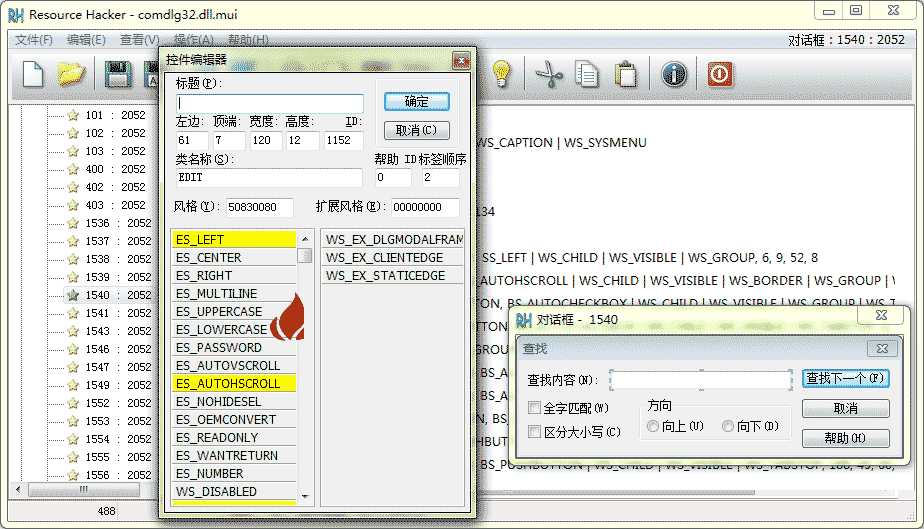 Resource Hacker - comdlg32.dll.mui
文件(F) 编辑(E) 查看(V) 操作(A) 帮助(H)
对话框 : 1540 : 2052
101 : 2052
102 : 2052
103 : 2052
400 : 2052
402 : 2052
403 : 2052
1536 : 2052
1537 : 2052
1538 : 2052
1539 : 2052
1540 : 2052
1541 : 2052
1543 : 2052
1546 : 2052
1547 : 2052
1549 : 2052
1552 : 2052
1553 : 2052
1554 : 2052
1555 : 2052
1556 : 2052
488
控件编辑器
标题(P):
确定
左边: 顶端: 宽度: 高度: ID:
61 7 120 12 1152
取消(C)
类名称(S): 帮助 ID 标签顺序
EDIT 0 2
风格(Y): 50830080 扩展风格(E): 00000000
ES_LEFT
ES_CENTER
ES_RIGHT
ES_MULTILINE
ES_UPPERCASE
ES_LOWERCASE
ES_PASSWORD
ES_AUTOVSCROLL
ES_AUTOHSCROLL
ES_NOHIDESEL
ES_OEMCONVERT
ES_READONLY
ES_WANTRETURN
ES_NUMBER
WS_DISABLED
WS_EX_DLGMODALFRAM
WS_EX_CLIENTEDGE
WS_EX_STATICEDGE
WS_CAPTION | WS_SYSMENU
134
SS_LEFT | WS_CHILD | WS_VISIBLE | WS_GROUP, 6, 9, 52, 8
_AUTOHSCROLL | WS_CHILD | WS_VISIBLE | WS_BORDER | WS_GROUP |
ON, BS_AUTOCHECKBOX | WS_CHILD | WS_VISIBLE | WS_GROUP |
对话框 - 1540
查找
查找内容(N): 查找下一个(F)
全字匹配(W) 方向 取消
区分大小写(C) 向上(U) 向下(D) 帮助(H)
BS_PUSHBUTTON | WS_CHILD | WS_VISIBLE | WS_TABSTOP,